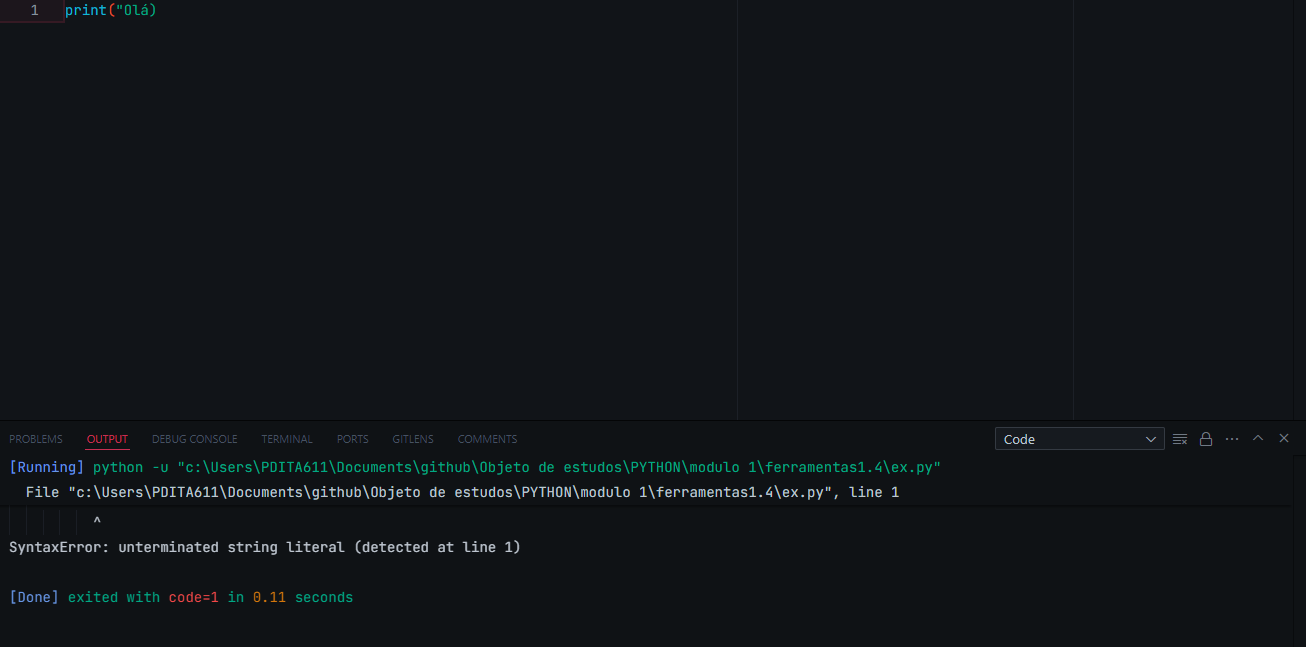 1 print("Olá)
PROBLEMS OUTPUT DEBUG CONSOLE TERMINAL PORTS GITLENS COMMENTS Code
[Running] python -u "c:\Users\PDITA611\Documents\github\Objeto de estudos\PYTHON\modulo 1\ferramentas1.4\ex.py"
File "c:\Users\PDITA611\Documents\github\Objeto de estudos\PYTHON\modulo 1\ferramentas1.4\ex.py", line 1
^
SyntaxError: unterminated string literal (detected at line 1)
[Done] exited with code=1 in 0.11 seconds